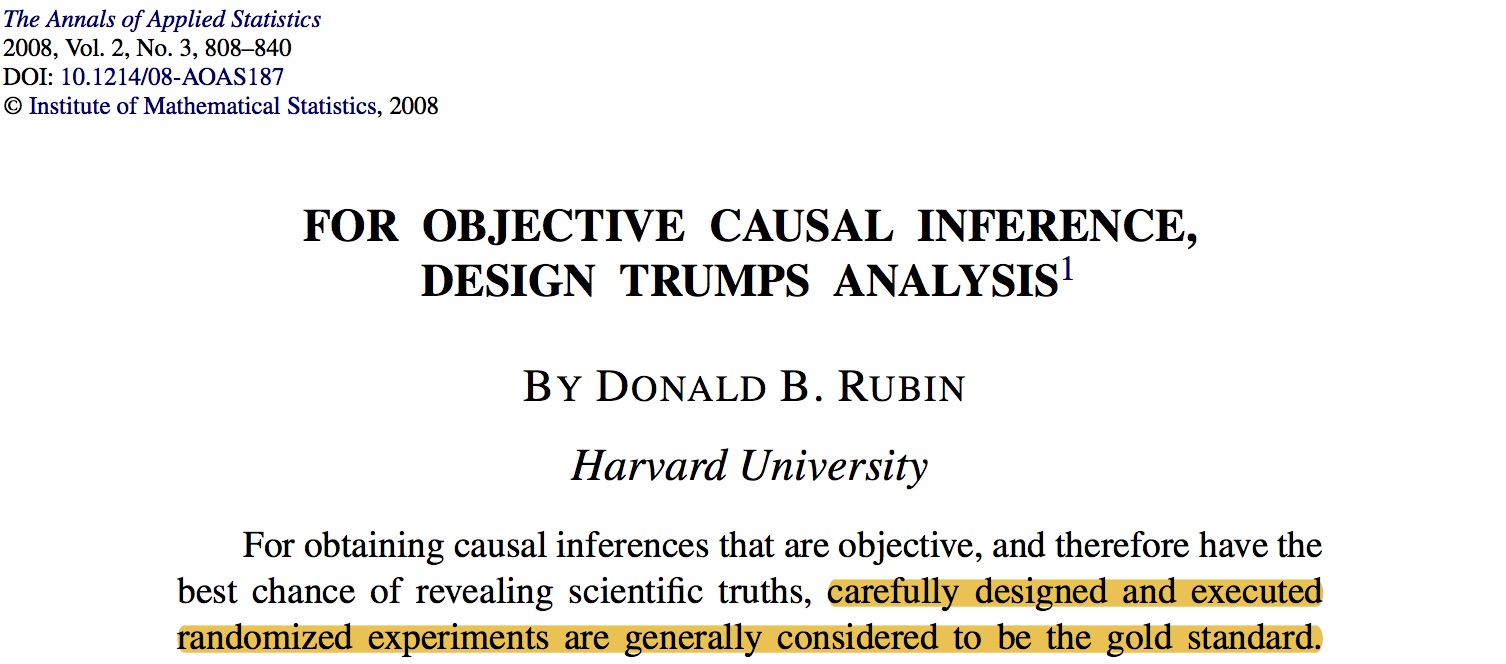 The Annals of Applied Statistics
2008, Vol. 2, No. 3, 808–840
DOI: 10.1214/08-AOAS187
© Institute of Mathematical Statistics, 2008
FOR OBJECTIVE CAUSAL INFERENCE,
DESIGN TRUMPS ANALYSIS1
BY DONALD B. RUBIN
Harvard University
For obtaining causal inferences that are objective, and therefore have the
best chance of revealing scientific truths, carefully designed and executed
randomized experiments are generally considered to be the gold standard.